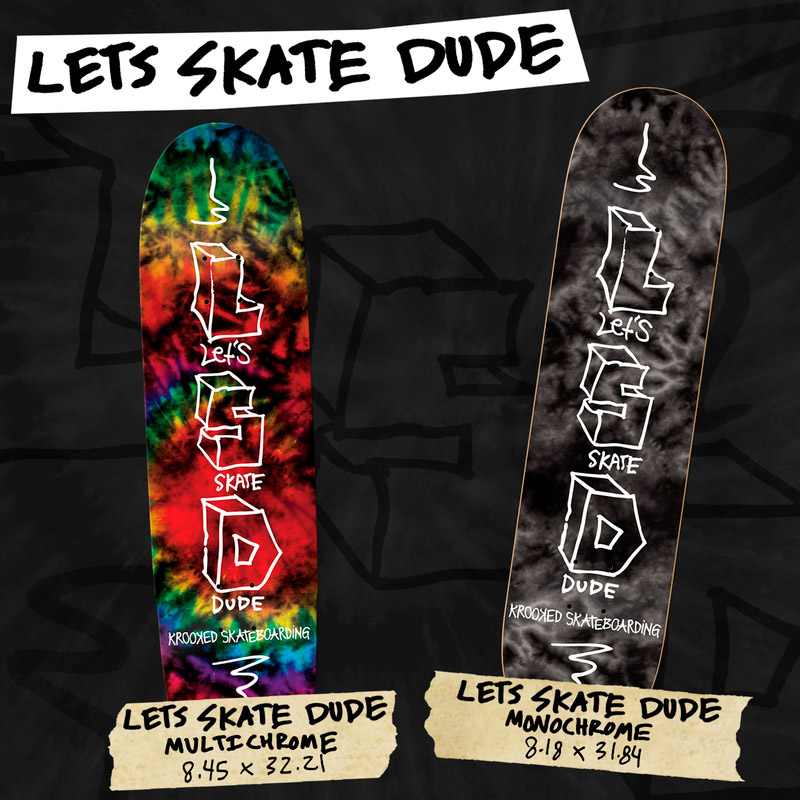 LETS SKATE DUDE
L
Let's
S
SKATE
D
DUDE
KROOKED SKATEBOARDING
L
Let's
S
SKATE
D
DUDE
KROOKED SKATEBOARDING
LETS SKATE DUDE
MULTICHROME
8.45 x 32.21
LETS SKATE DUDE
MONOCHROME
8.18 x 31.84